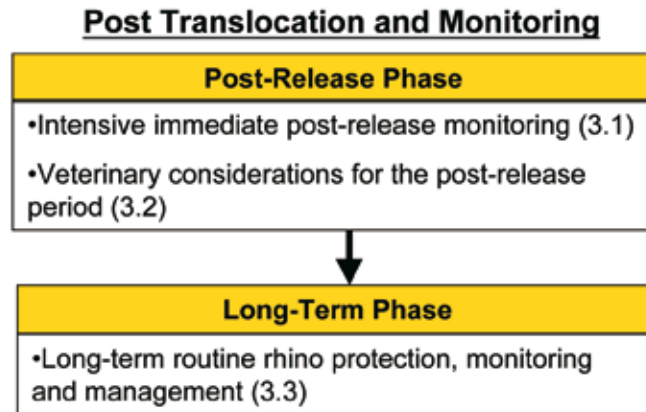 Post Translocation and Monitoring
Post-Release Phase
•Intensive immediate post-release monitoring (3.1)
•Veterinary considerations for the post-release
period (3.2)
Long-Term Phase
•Long-term routine rhino protection, monitoring
and management (3.3)